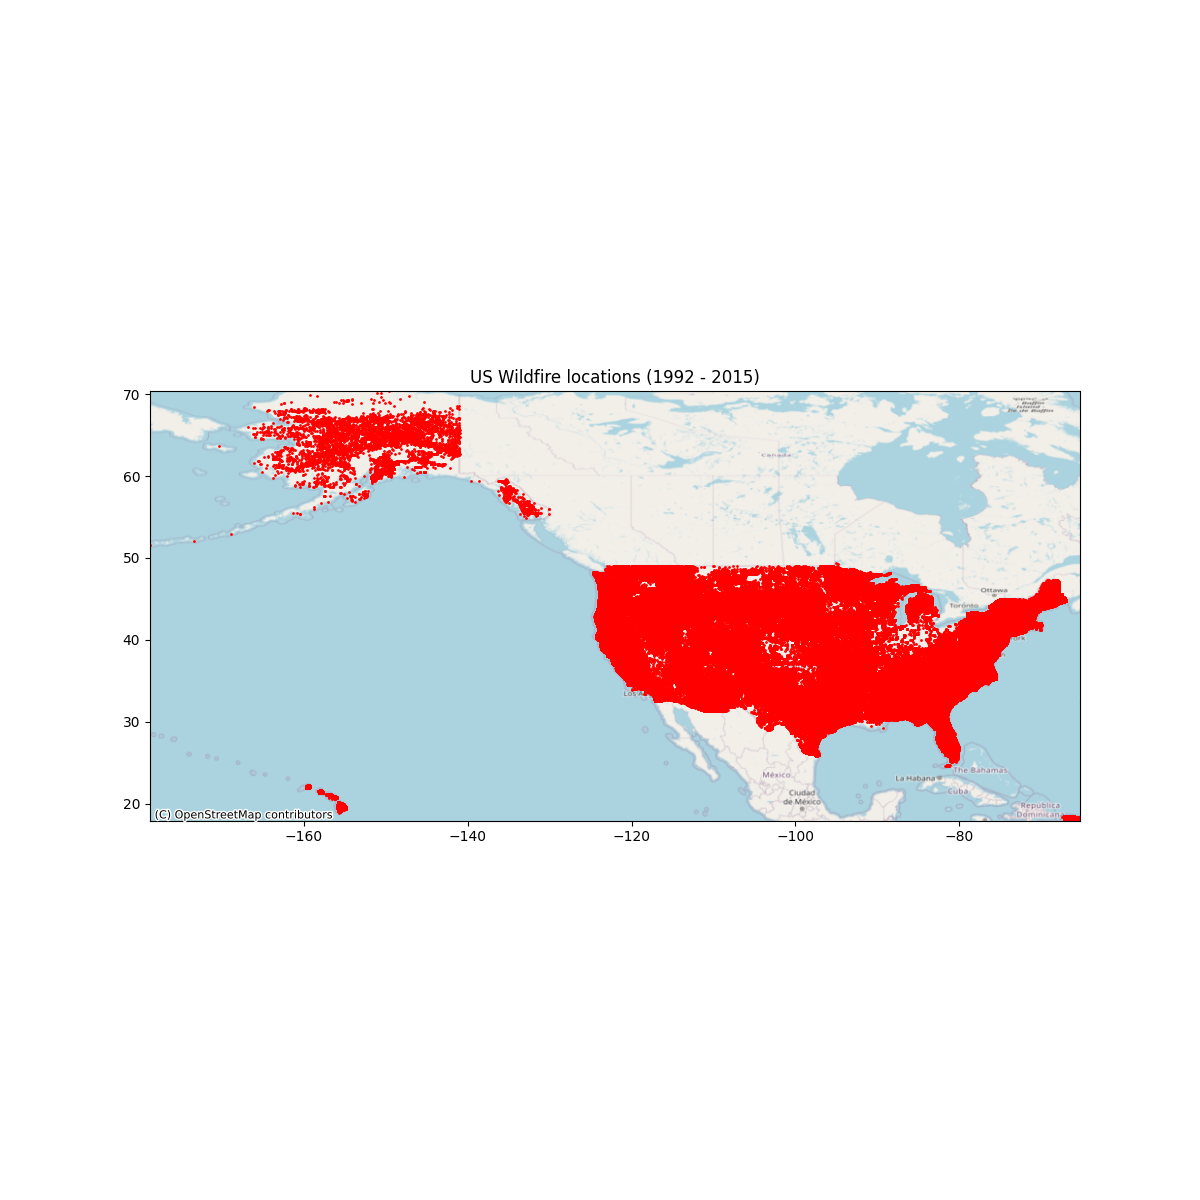 US Wildfire locations (1992 - 2015)
70
60
50
40
30
20
Canada
Ottawa
Toronto
Los A
México
Ciudad
de México
La Habana
The Bahamas
Cuba
República
Dominicana
(C) OpenStreetMap contributors
−160
−140
−120
−100
−80